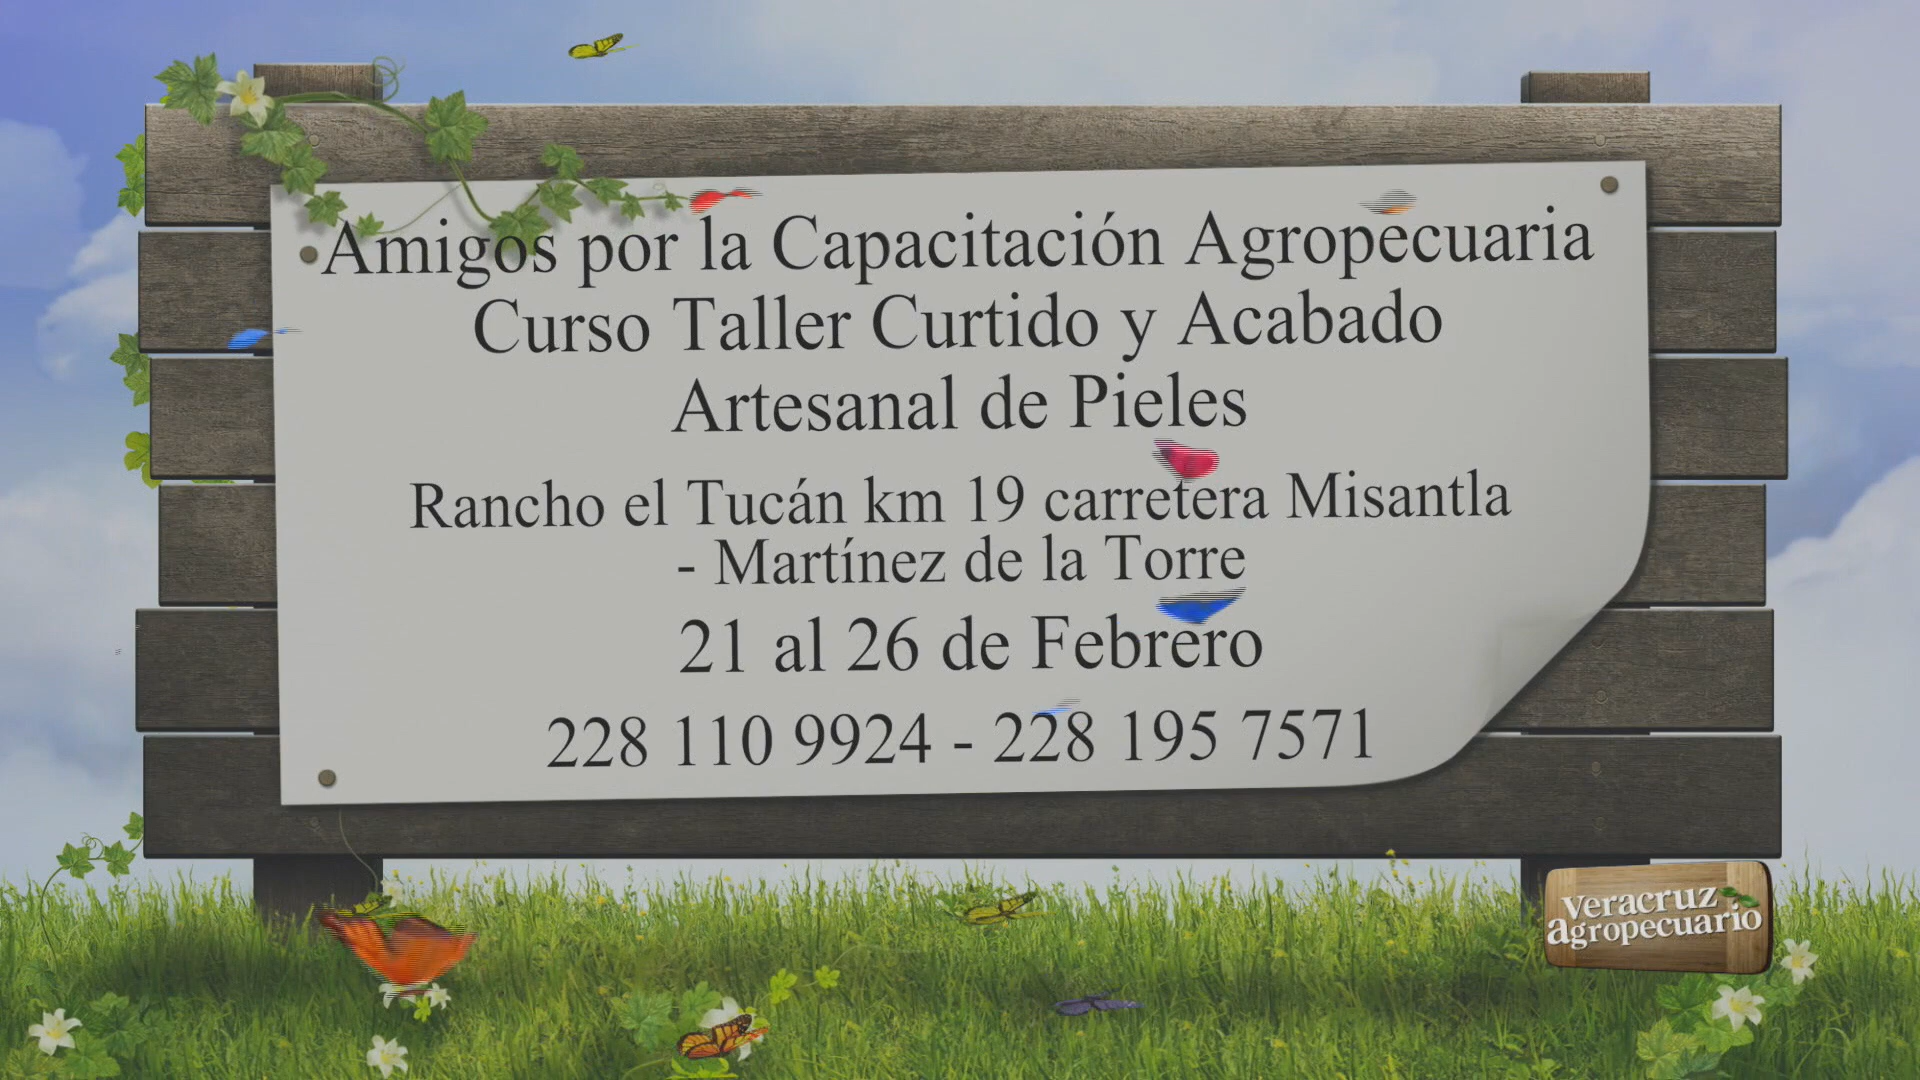 Amigos por la Capacitación Agropecuaria
Curso Taller Curtido y Acabado
Artesanal de Pieles
Rancho el Tucán km 19 carretera Misantla
- Martínez de la Torre
21 al 26 de Febrero
228 110 9924 - 228 195 7571
veracruz
agropecuario